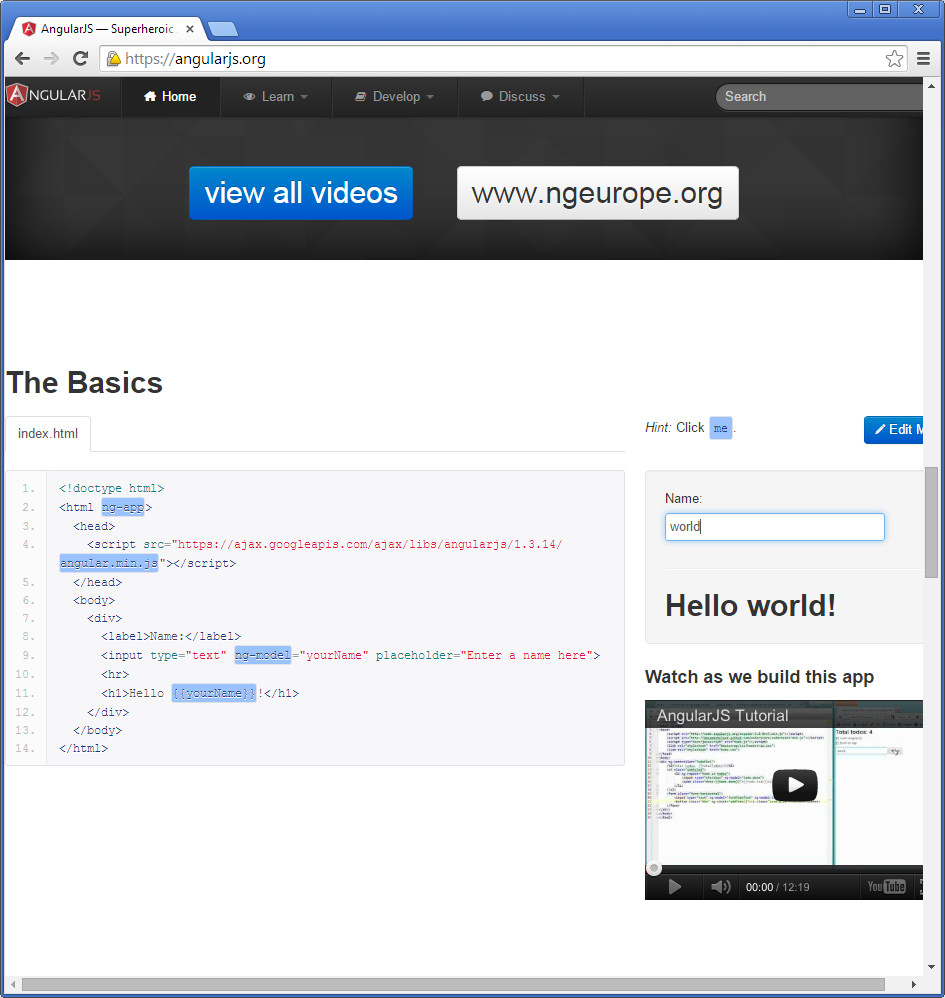 AngularJS — Superheroic
https://angularjs.org
ANGULARJS
Home
Learn
Develop
Discuss
Search
view all videos
www.ngeurope.org
The Basics
index.html
1. <!doctype html>
2. <html ng-app>
3. <head>
4. <script src="https://ajax.googleapis.com/ajax/libs/angularjs/1.3.14/
angular.min.js"></script>
5. </head>
6. <body>
7. <div>
8. <label>Name:</label>
9. <input type="text" ng-model="yourName" placeholder="Enter a name here">
10. <hr>
11. <h1>Hello {{yourName}}!</h1>
12. </div>
13. </body>
14. </html>
Hint: Click me.
Edit M
Name:
world
Hello world!
Watch as we build this app
AngularJS Tutorial
Total todos: 4
00:00 / 12:19
YouTube